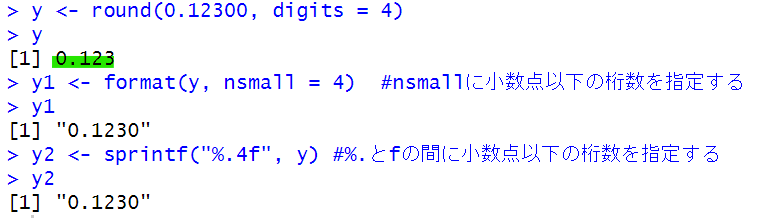 > y <- round(0.12300, digits = 4)
> y
[1] 0.123
> y1 <- format(y, nsmall = 4)  #nsmallに小数点以下の桁数を指定する
> y1
[1] "0.1230"
> y2 <- sprintf("%.4f", y) #%.とfの間に小数点以下の桁数を指定する
> y2
[1] "0.1230"